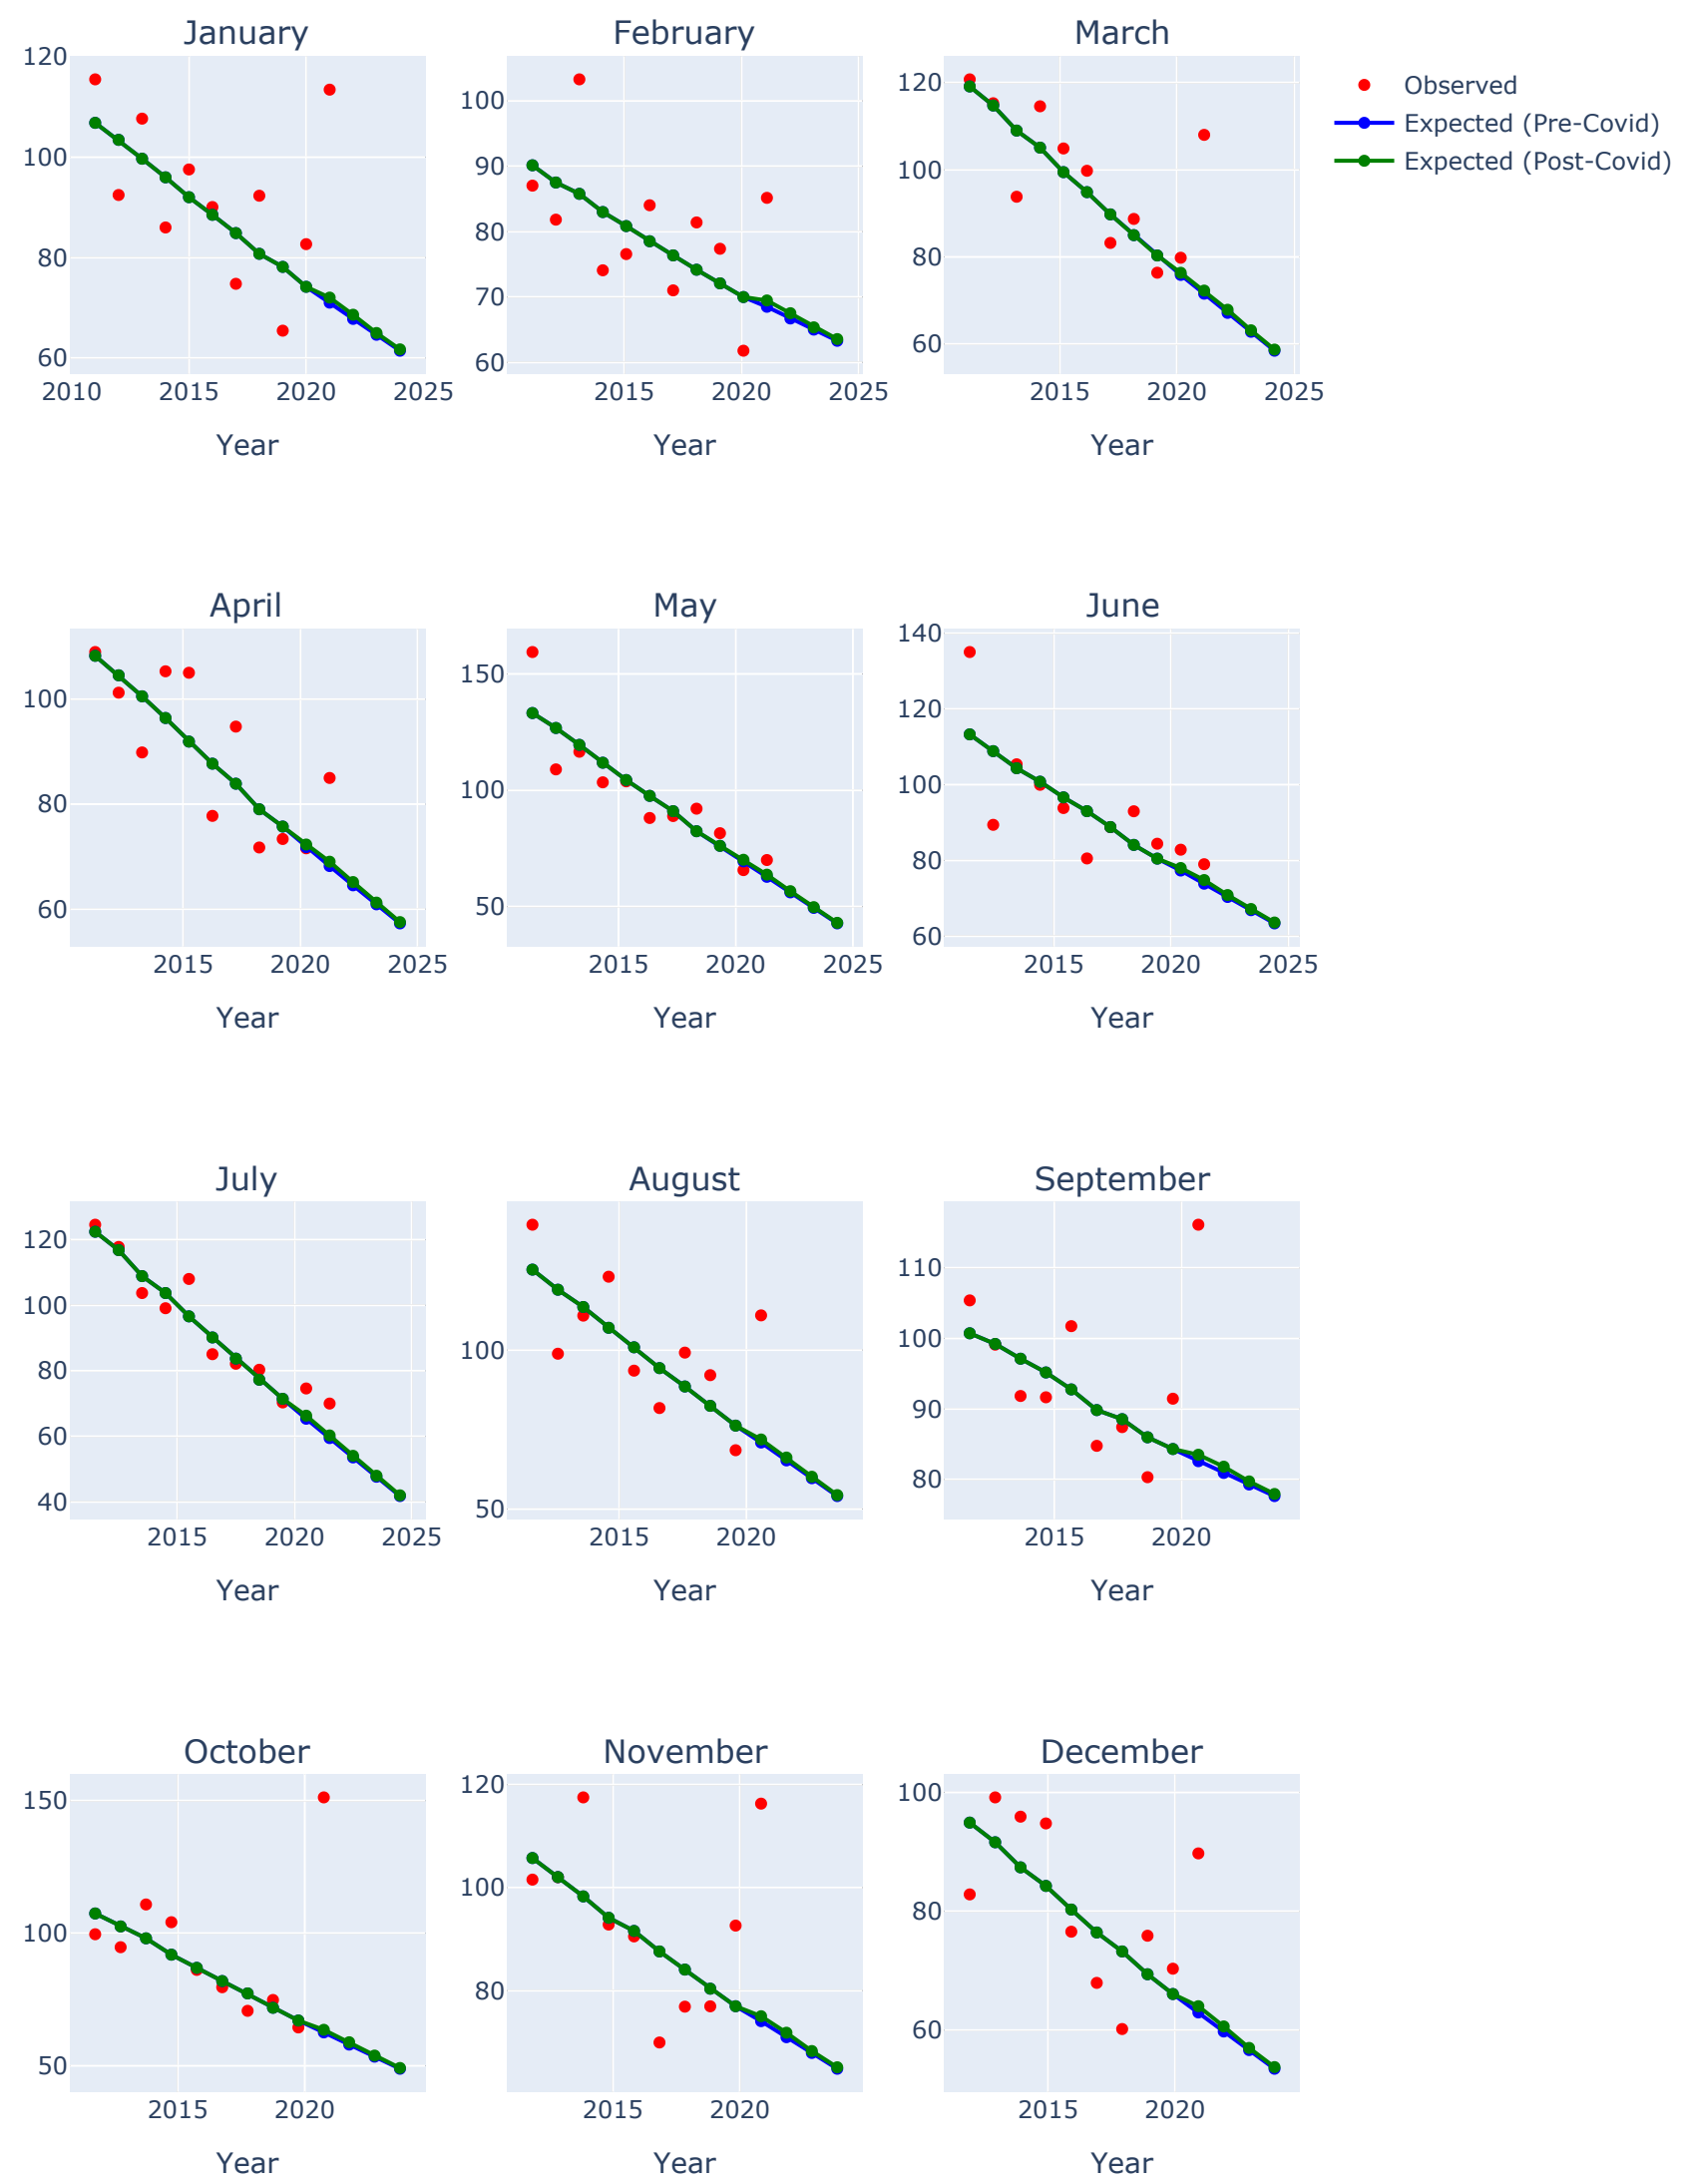 January
February
March
120
100
80
60
2010
2015
2020
2025
Year
100
90
80
70
60
2015
2020
2025
Year
120
100
80
60
2015
2020
2025
Year
Observed
Expected (Pre-Covid)
Expected (Post-Covid)
April
May
June
100
80
60
2015
2020
2025
Year
150
100
50
2015
2020
2025
Year
140
120
100
80
60
2015
2020
2025
Year
July
August
September
120
100
80
60
40
2015
2020
2025
Year
100
50
2015
2020
Year
110
100
90
80
2015
2020
Year
October
November
December
150
100
50
2015
2020
Year
120
100
80
2015
2020
Year
100
80
60
2015
2020
Year